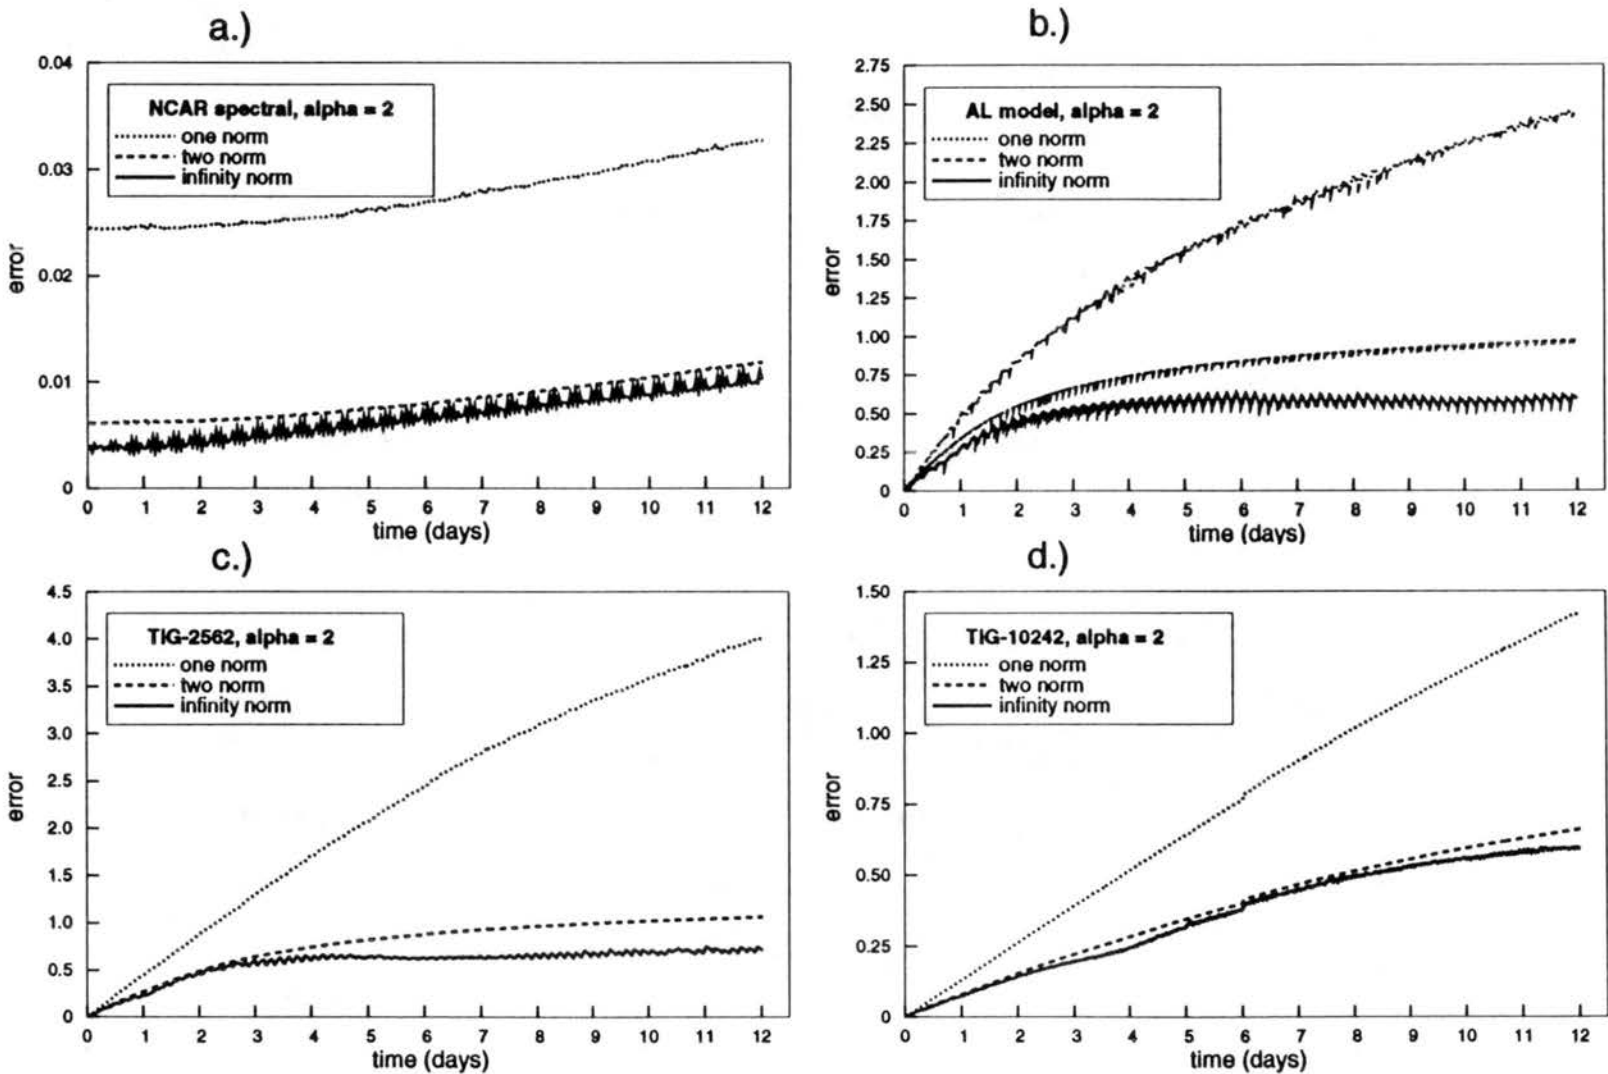 a.)
0.04
0.03
0.02
0.01
0
error
NCAR spectral, alpha = 2
one norm
two norm
infinity norm
0 1 2 3 4 5 6 7 8 9 10 11 12
time (days)
b.)
2.75
2.50
2.25
2.00
1.75
1.50
1.25
1.00
0.75
0.50
0.25
0
error
AL model, alpha = 2
one norm
two norm
infinity norm
0 1 2 3 4 5 6 7 8 9 10 11 12
time (days)
c.)
4.5
4.0
3.5
3.0
2.5
2.0
1.5
1.0
0.5
0
error
TIG-2562, alpha = 2
one norm
two norm
infinity norm
0 1 2 3 4 5 6 7 8 9 10 11 12
time (days)
d.)
1.50
1.25
1.00
0.75
0.50
0.25
0
error
TIG-10242, alpha = 2
one norm
two norm
infinity norm
0 1 2 3 4 5 6 7 8 9 10 11 12
time (days)